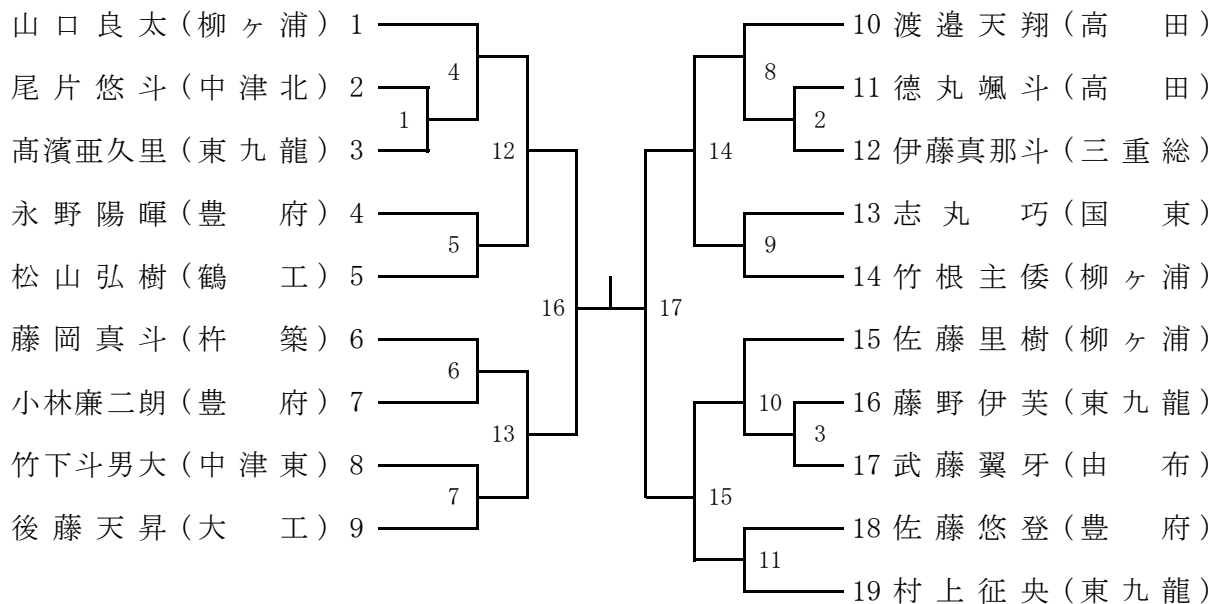 山口良太(柳ヶ浦) 1
尾片悠斗(中津北) 2
髙濱亜久里(東九龍) 3
永野陽暉(豊府) 4
松山弘樹(鶴工) 5
藤岡真斗(杵築) 6
小林廉二朗(豊府) 7
竹下斗男大(中津東) 8
後藤天昇(大工) 9
4
1
12
5
16
6
13
7
10 渡邉天翔(高田)
11 德丸颯斗(高田)
12 伊藤真那斗(三重総)
13 志丸巧(国東)
14 竹根主倭(柳ヶ浦)
15 佐藤里樹(柳ヶ浦)
16 藤野伊芙(東九龍)
17 武藤翼牙(由布)
18 佐藤悠登(豊府)
19 村上征央(東九龍)
8
2
14
9
17
10
3
15
11